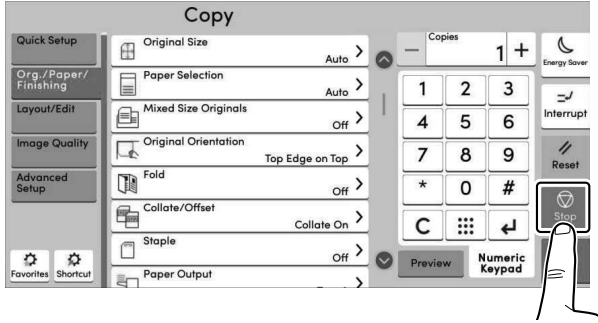 Copy
Quick Setup
Org./Paper/
Finishing
Layout/Edit
Image Quality
Advanced
Setup
Favorites
Shortcut
Original Size
Auto
Paper Selection
Auto
Mixed Size Originals
Off
Original Orientation
Top Edge on Top
Fold
Off
Collate/Offset
Collate On
Staple
Off
Paper Output
Copies
− 1 +
1 2 3
4 5 6
7 8 9
* 0 #
C
Preview
Numeric
Keypad
Energy Saver
Interrupt
Reset
Stop